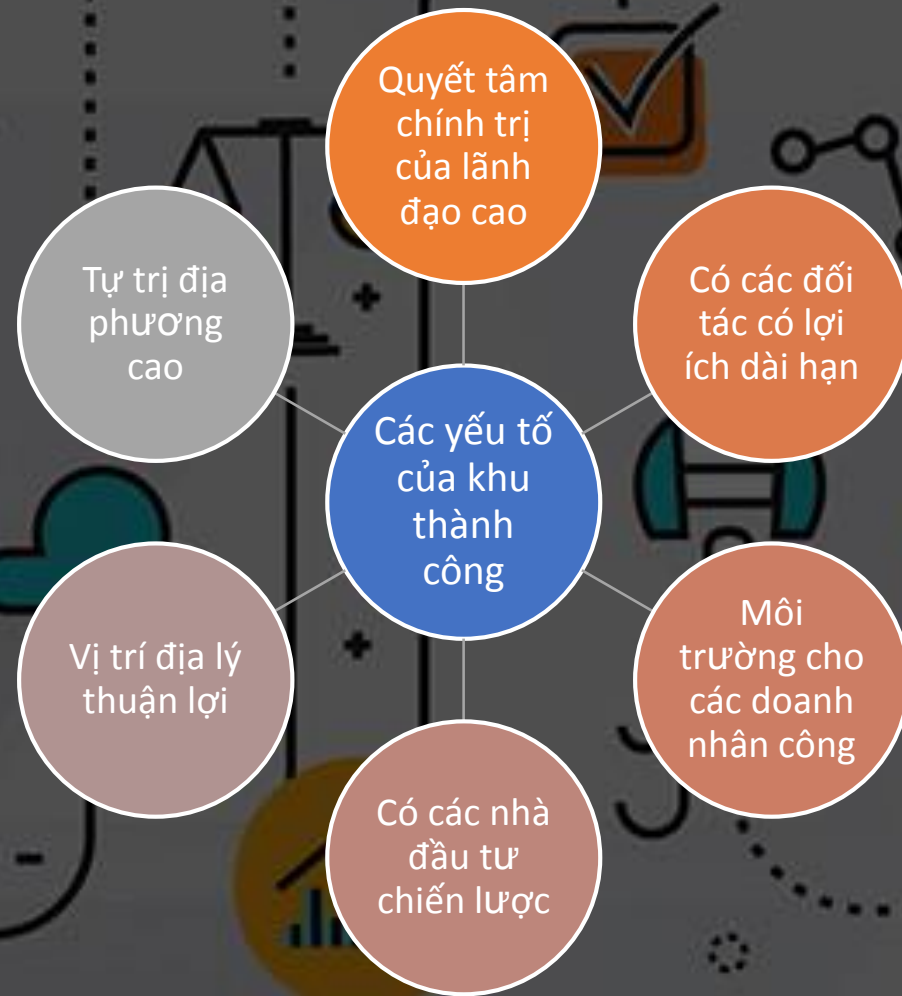 Quyết tâm
chính trị
của lãnh
đạo cao
Có các đối
tác có lợi
ích dài hạn
Môi
trường cho
các doanh
nhân công
Có các nhà
đầu tư
chiến lược
Vị trí địa lý
thuận lợi
Tự trị địa
phương
cao
Các yếu tố
của khu
thành
công